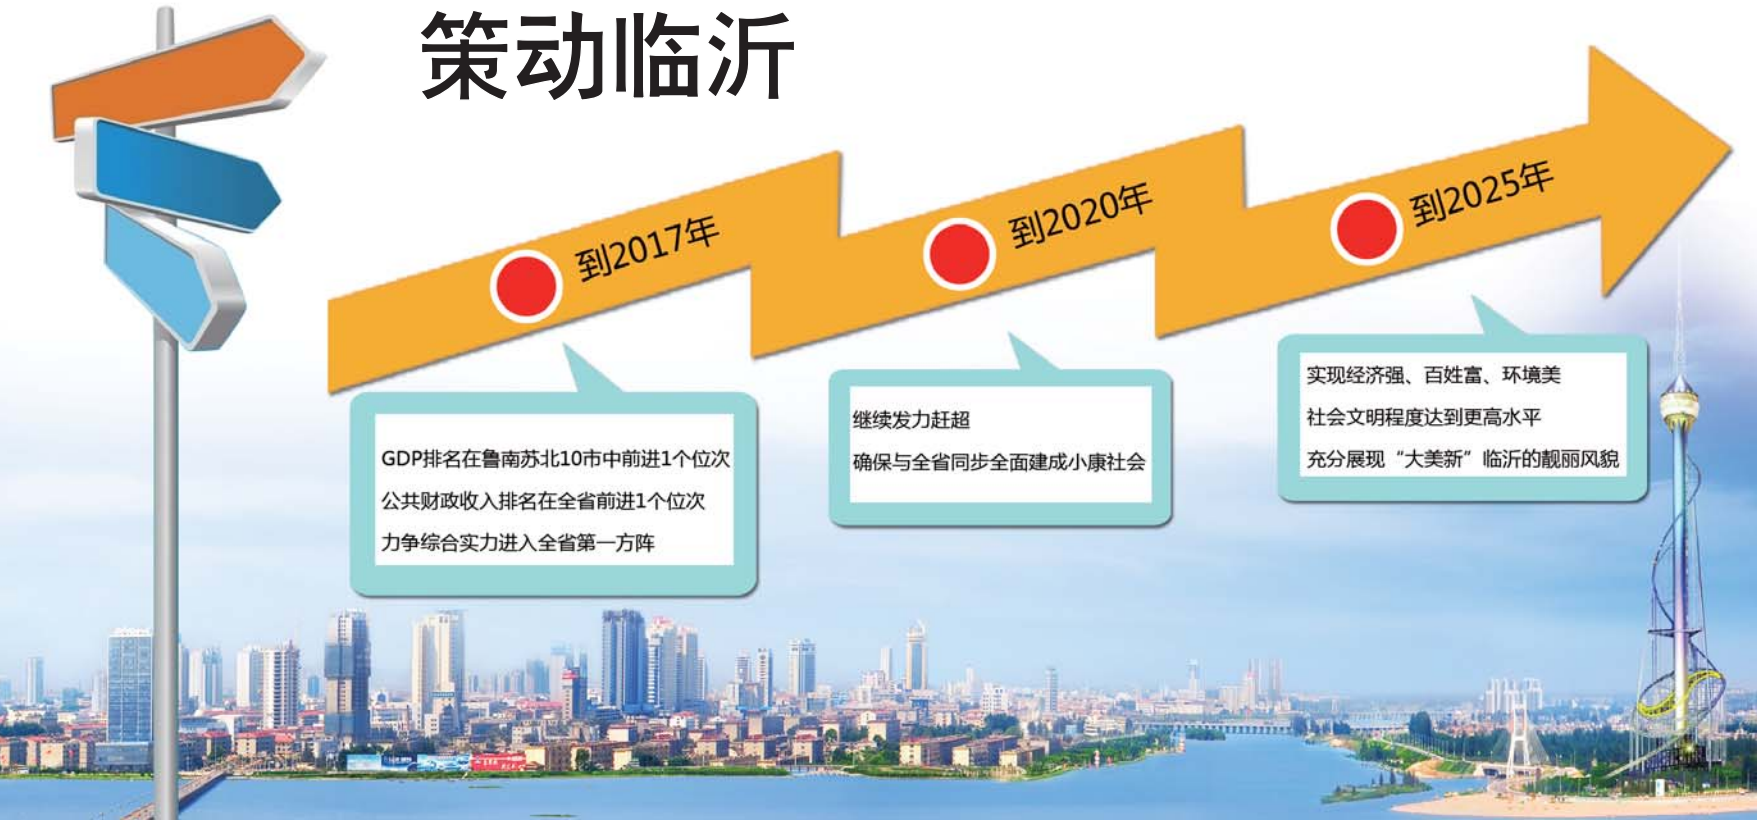 策动临沂
到2017年
GDP排名在鲁南苏北10市中前进1个位次
公共财政收入排名在全省前进1个位次
力争综合实力进入全省第一方阵
到2020年
继续发力赶超
确保与全省同步全面建成小康社会
到2025年
实现经济强、百姓富、环境美
社会文明程度达到更高水平
充分展现“大美新”临沂的靓丽风貌